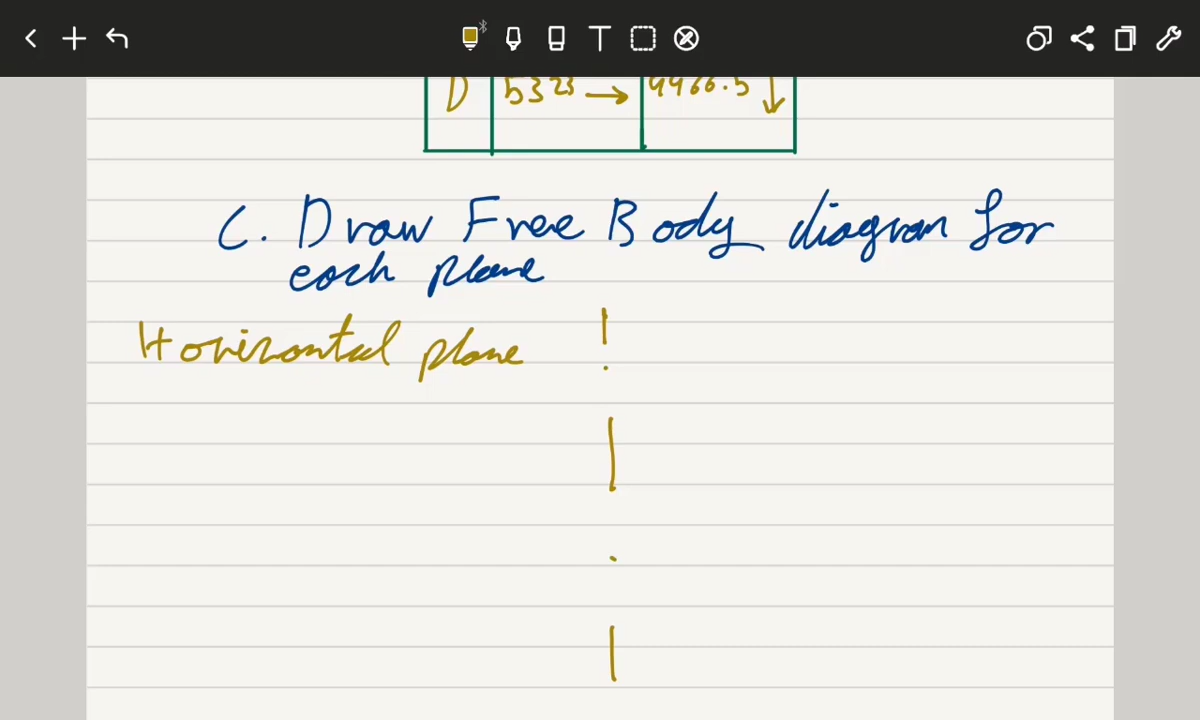 D 5323 → 4466.5 ↓
C. Draw Free Body diagram for
each plane
Horizontal plane